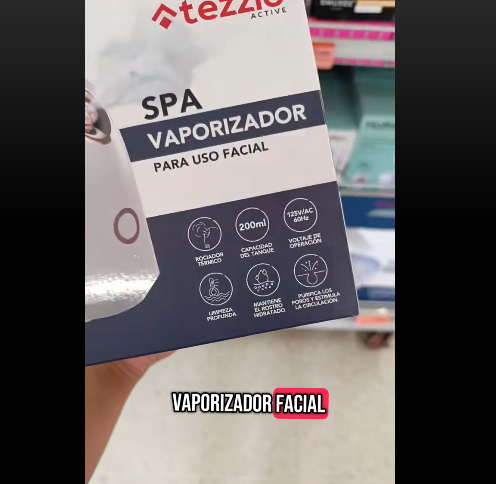 tezzio
ACTIVE
SPA
VAPORIZADOR
PARA USO FACIAL
ROCIADOR
TÉRMICO
200ml
CAPACIDAD
DEL TANQUE
125V/AC
60Hz
VOLTAJE DE
OPERACIÓN
LIMPIEZA
PROFUNDA
MANTIENE
EL ROSTRO
HIDRATADO
PURIFICA LOS
POROS Y ESTIMULA
LA CIRCULACIÓN.
VAPORIZADOR FACIAL